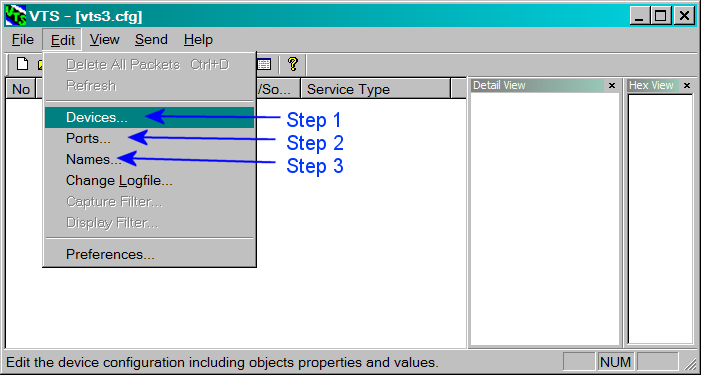 VTS - [vts3.cfg]
File Edit View Send Help
Delete All Packets Ctrl+D
Refresh
Devices...
Ports...
Names...
Change Logfile...
Capture Filter...
Display Filter...
Preferences...
No
/So...
Service Type
Step 1
Step 2
Step 3
Detail View
Hex View
Edit the device configuration including objects properties and values.
NUM